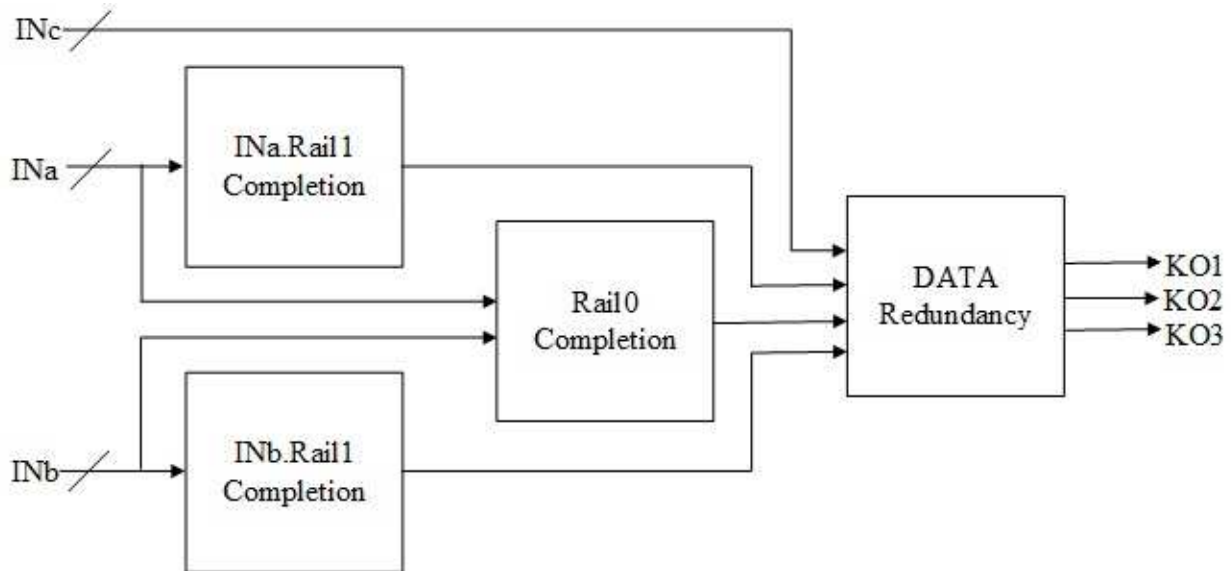 INc
INa
INa.Rail1
Completion
Rail0
Completion
DATA
Redundancy
KO1
KO2
KO3
INb
INb.Rail1
Completion